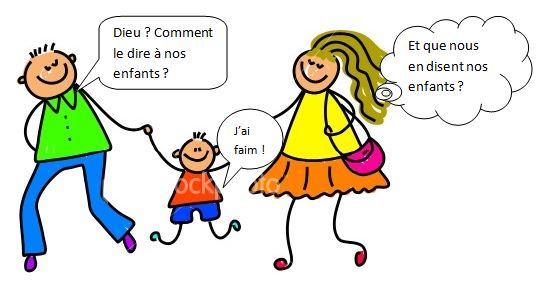 Dieu ? Comment
le dire à nos
enfants ?
J'ai
faim !
Et que nous
en disent nos
enfants ?